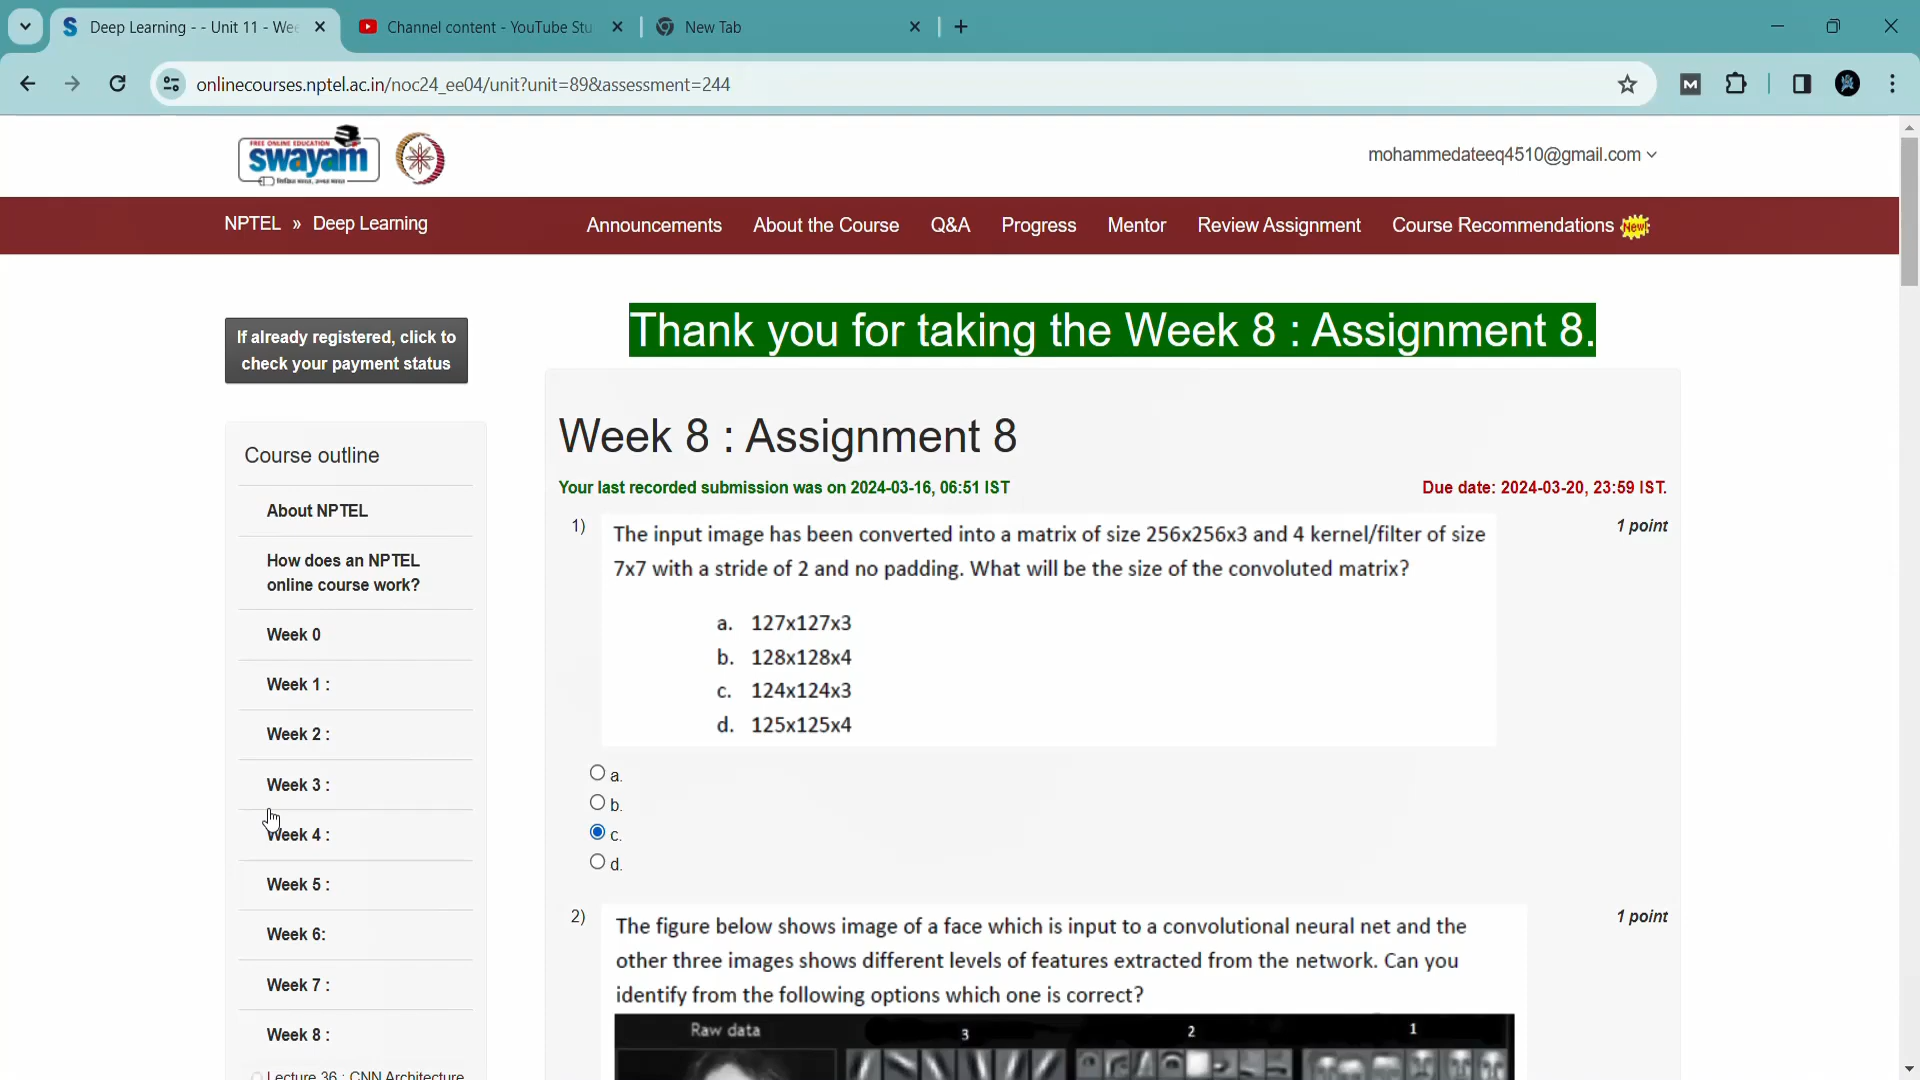 Deep Learning - - Unit 11 - Wee
Channel content - YouTube Stu
New Tab
onlinecourses.nptel.ac.in/noc24_ee04/unit?unit=89&assessment=244
FREE ONLINE EDUCATION
swayam
mohammedateeq4510@gmail.com
NPTEL » Deep Learning
Announcements
About the Course
Q&A
Progress
Mentor
Review Assignment
Course Recommendations
New!
If already registered, click to
check your payment status
Thank you for taking the Week 8 : Assignment 8.
Course outline
About NPTEL
How does an NPTEL
online course work?
Week 0
Week 1 :
Week 2 :
Week 3 :
Week 4 :
Week 5 :
Week 6:
Week 7 :
Week 8 :
Lecture 36 : CNN Architecture
Week 8 : Assignment 8
Your last recorded submission was on 2024-03-16, 06:51 IST
Due date: 2024-03-20, 23:59 IST.
1)
1 point
The input image has been converted into a matrix of size 256x256x3 and 4 kernel/filter of size
7x7 with a stride of 2 and no padding. What will be the size of the convoluted matrix?
a. 127x127x3
b. 128x128x4
c. 124x124x3
d. 125x125x4
a.
b.
c.
d.
2)
1 point
The figure below shows image of a face which is input to a convolutional neural net and the
other three images shows different levels of features extracted from the network. Can you
identify from the following options which one is correct?
Raw data
3
2
1